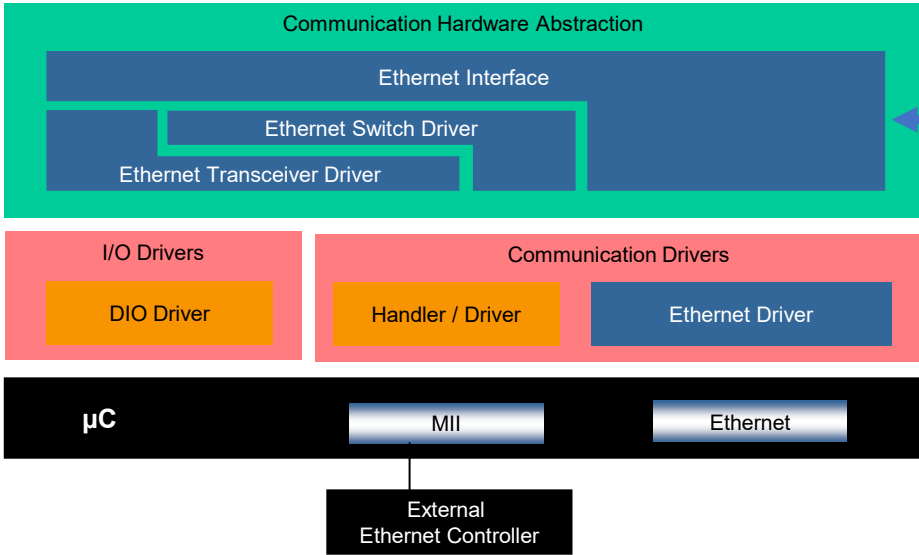 Communication Hardware Abstraction
Ethernet Interface
Ethernet Switch Driver
Ethernet Transceiver Driver
I/O Drivers
Communication Drivers
DIO Driver
Handler / Driver
Ethernet Driver
µC
MII
Ethernet
External
Ethernet Controller